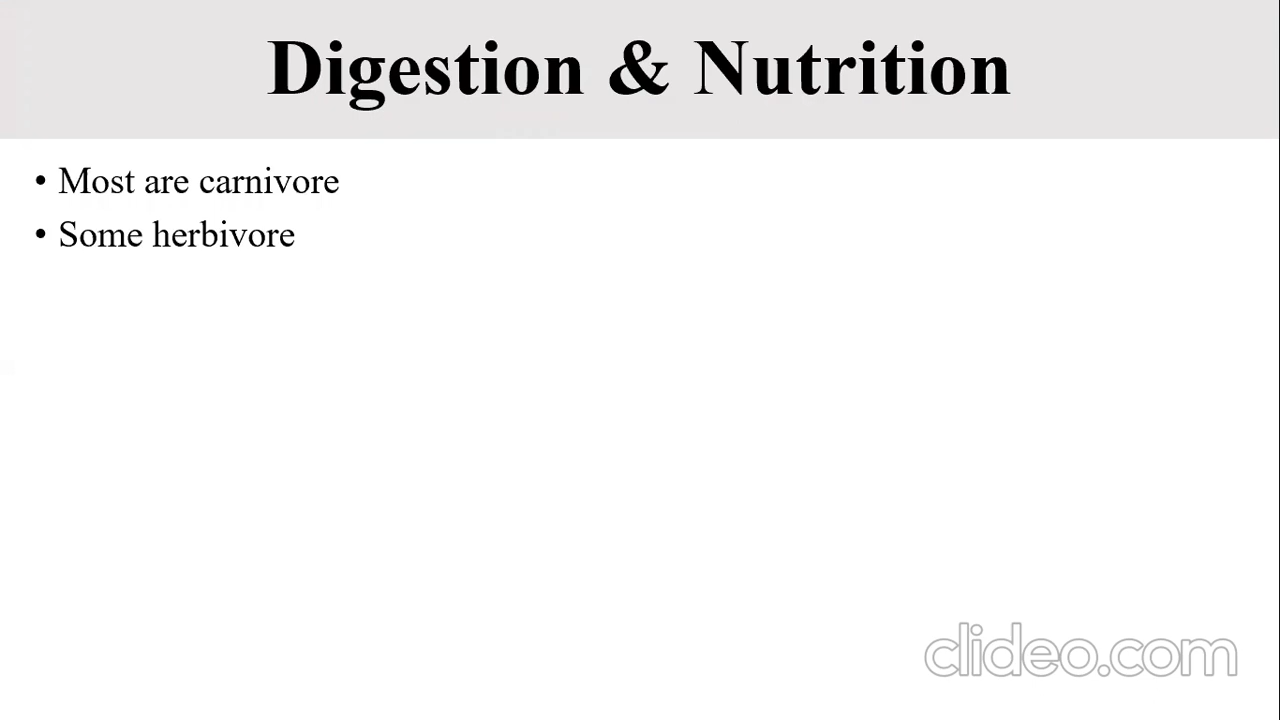 Digestion & Nutrition
• Most are carnivore
• Some herbivore
clideo.com